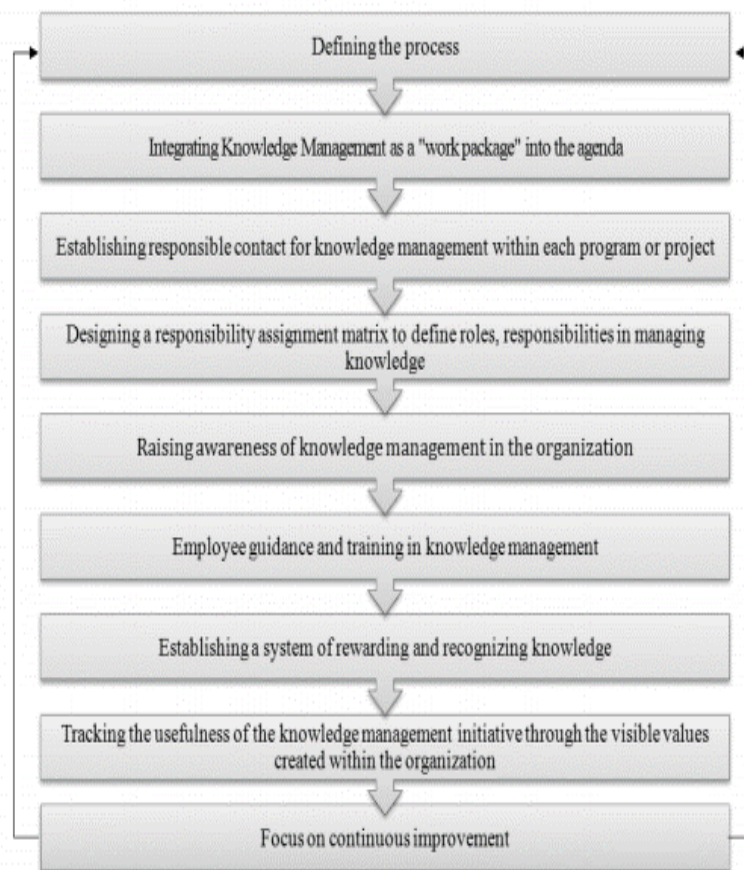 Defining the process
Integrating Knowledge Management as a "work package" into the agenda
Establishing responsible contact for knowledge management within each program or project
Designing a responsibility assignment matrix to define roles, responsibilities in managing
knowledge
Raising awareness of knowledge management in the organization
Employee guidance and training in knowledge management
Establishing a system of rewarding and recognizing knowledge
Tracking the usefulness of the knowledge management initiative through the visible values
created within the organization
Focus on continuous improvement